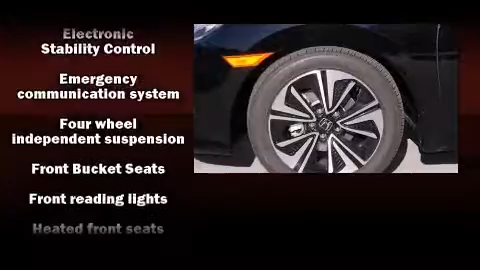 Electronic
Stability Control
Emergency
communication system
Four wheel
independent suspension
Front Bucket Seats
Front reading lights
Heated front seats